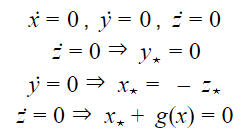 ẋ = 0 , ẏ = 0 , ż = 0
ż = 0 ⇒ y⋆ = 0
ẏ = 0 ⇒ x⋆ = − z⋆
ż = 0 ⇒ x⋆ + g(x) = 0